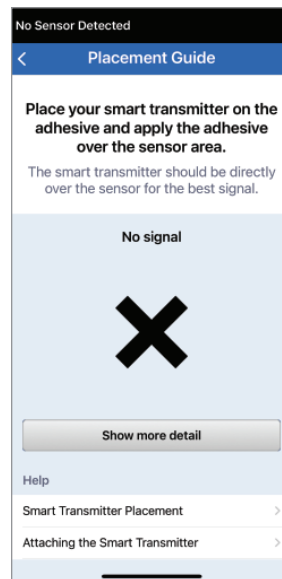 No Sensor Detected
Placement Guide
Place your smart transmitter on the
adhesive and apply the adhesive
over the sensor area.
The smart transmitter should be directly
over the sensor for the best signal.
No signal
Show more detail
Help
Smart Transmitter Placement
Attaching the Smart Transmitter